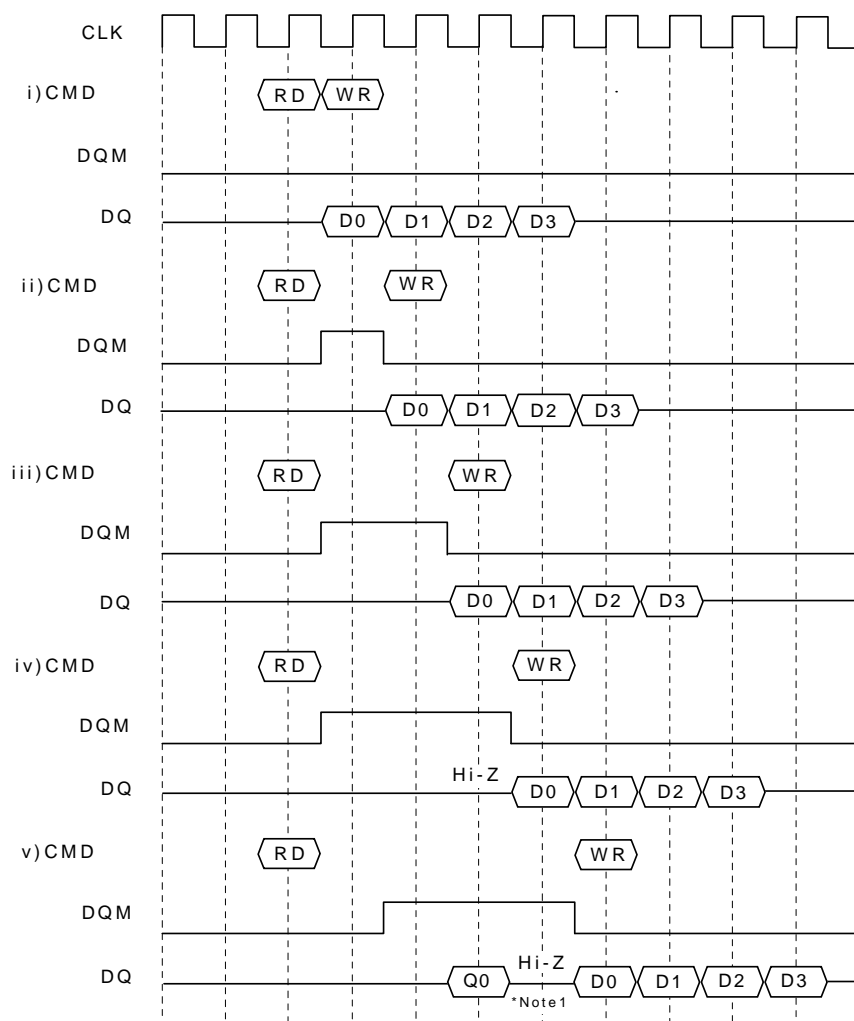 CLK
i)CMD RD WR
DQM
DQ D0 D1 D2 D3
ii)CMD RD WR
DQM
DQ D0 D1 D2 D3
iii)CMD RD WR
DQM
DQ D0 D1 D2 D3
iv)CMD RD WR
DQM
Hi-Z
DQ D0 D1 D2 D3
v)CMD RD WR
DQM
Hi-Z
DQ Q0 D0 D1 D2 D3
*Note1